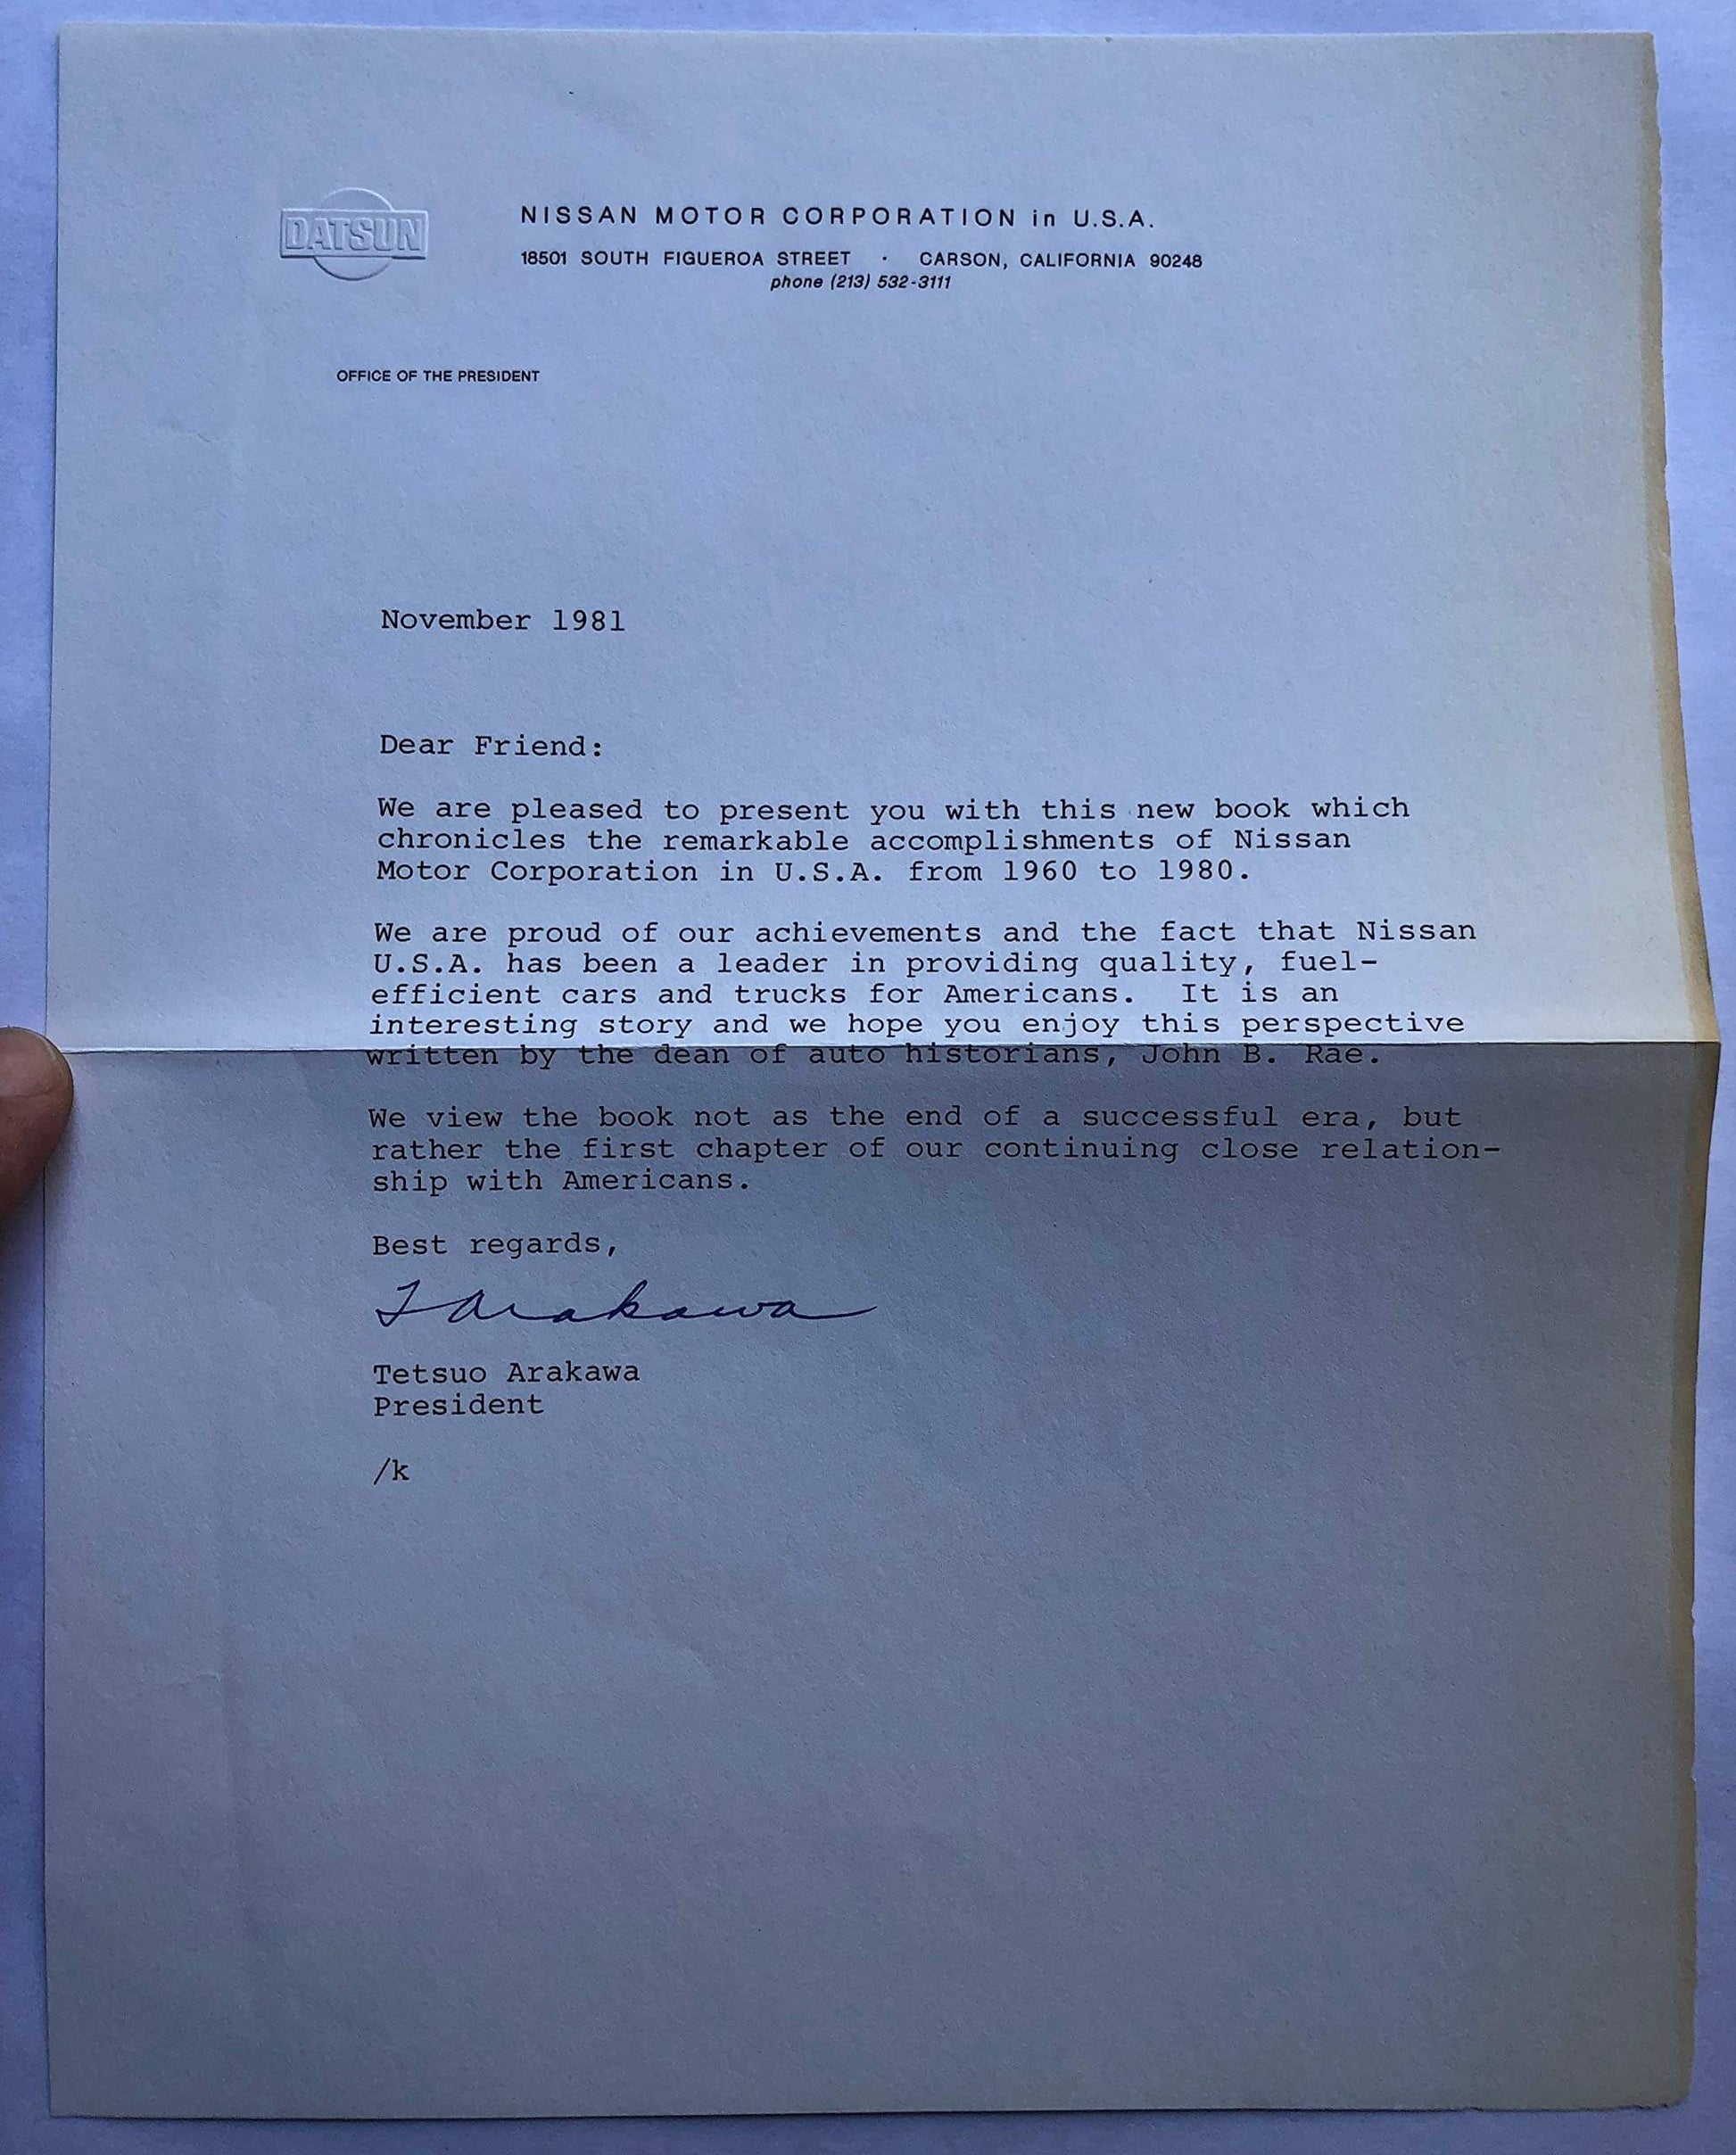 DATSUN
NISSAN MOTOR CORPORATION in U.S.A.
18501 SOUTH FIGUEROA STREET · CARSON, CALIFORNIA 90248
phone (213) 532-3111
OFFICE OF THE PRESIDENT
November 1981
Dear Friend:
We are pleased to present you with this new book which
chronicles the remarkable accomplishments of Nissan
Motor Corporation in U.S.A. from 1960 to 1980.
We are proud of our achievements and the fact that Nissan
U.S.A. has been a leader in providing quality, fuel-
efficient cars and trucks for Americans. It is an
interesting story and we hope you enjoy this perspective
written by the dean of auto historians, John B. Rae.
We view the book not as the end of a successful era, but
rather the first chapter of our continuing close relation-
ship with Americans.
Best regards,
T Arakawa
Tetsuo Arakawa
President
/k